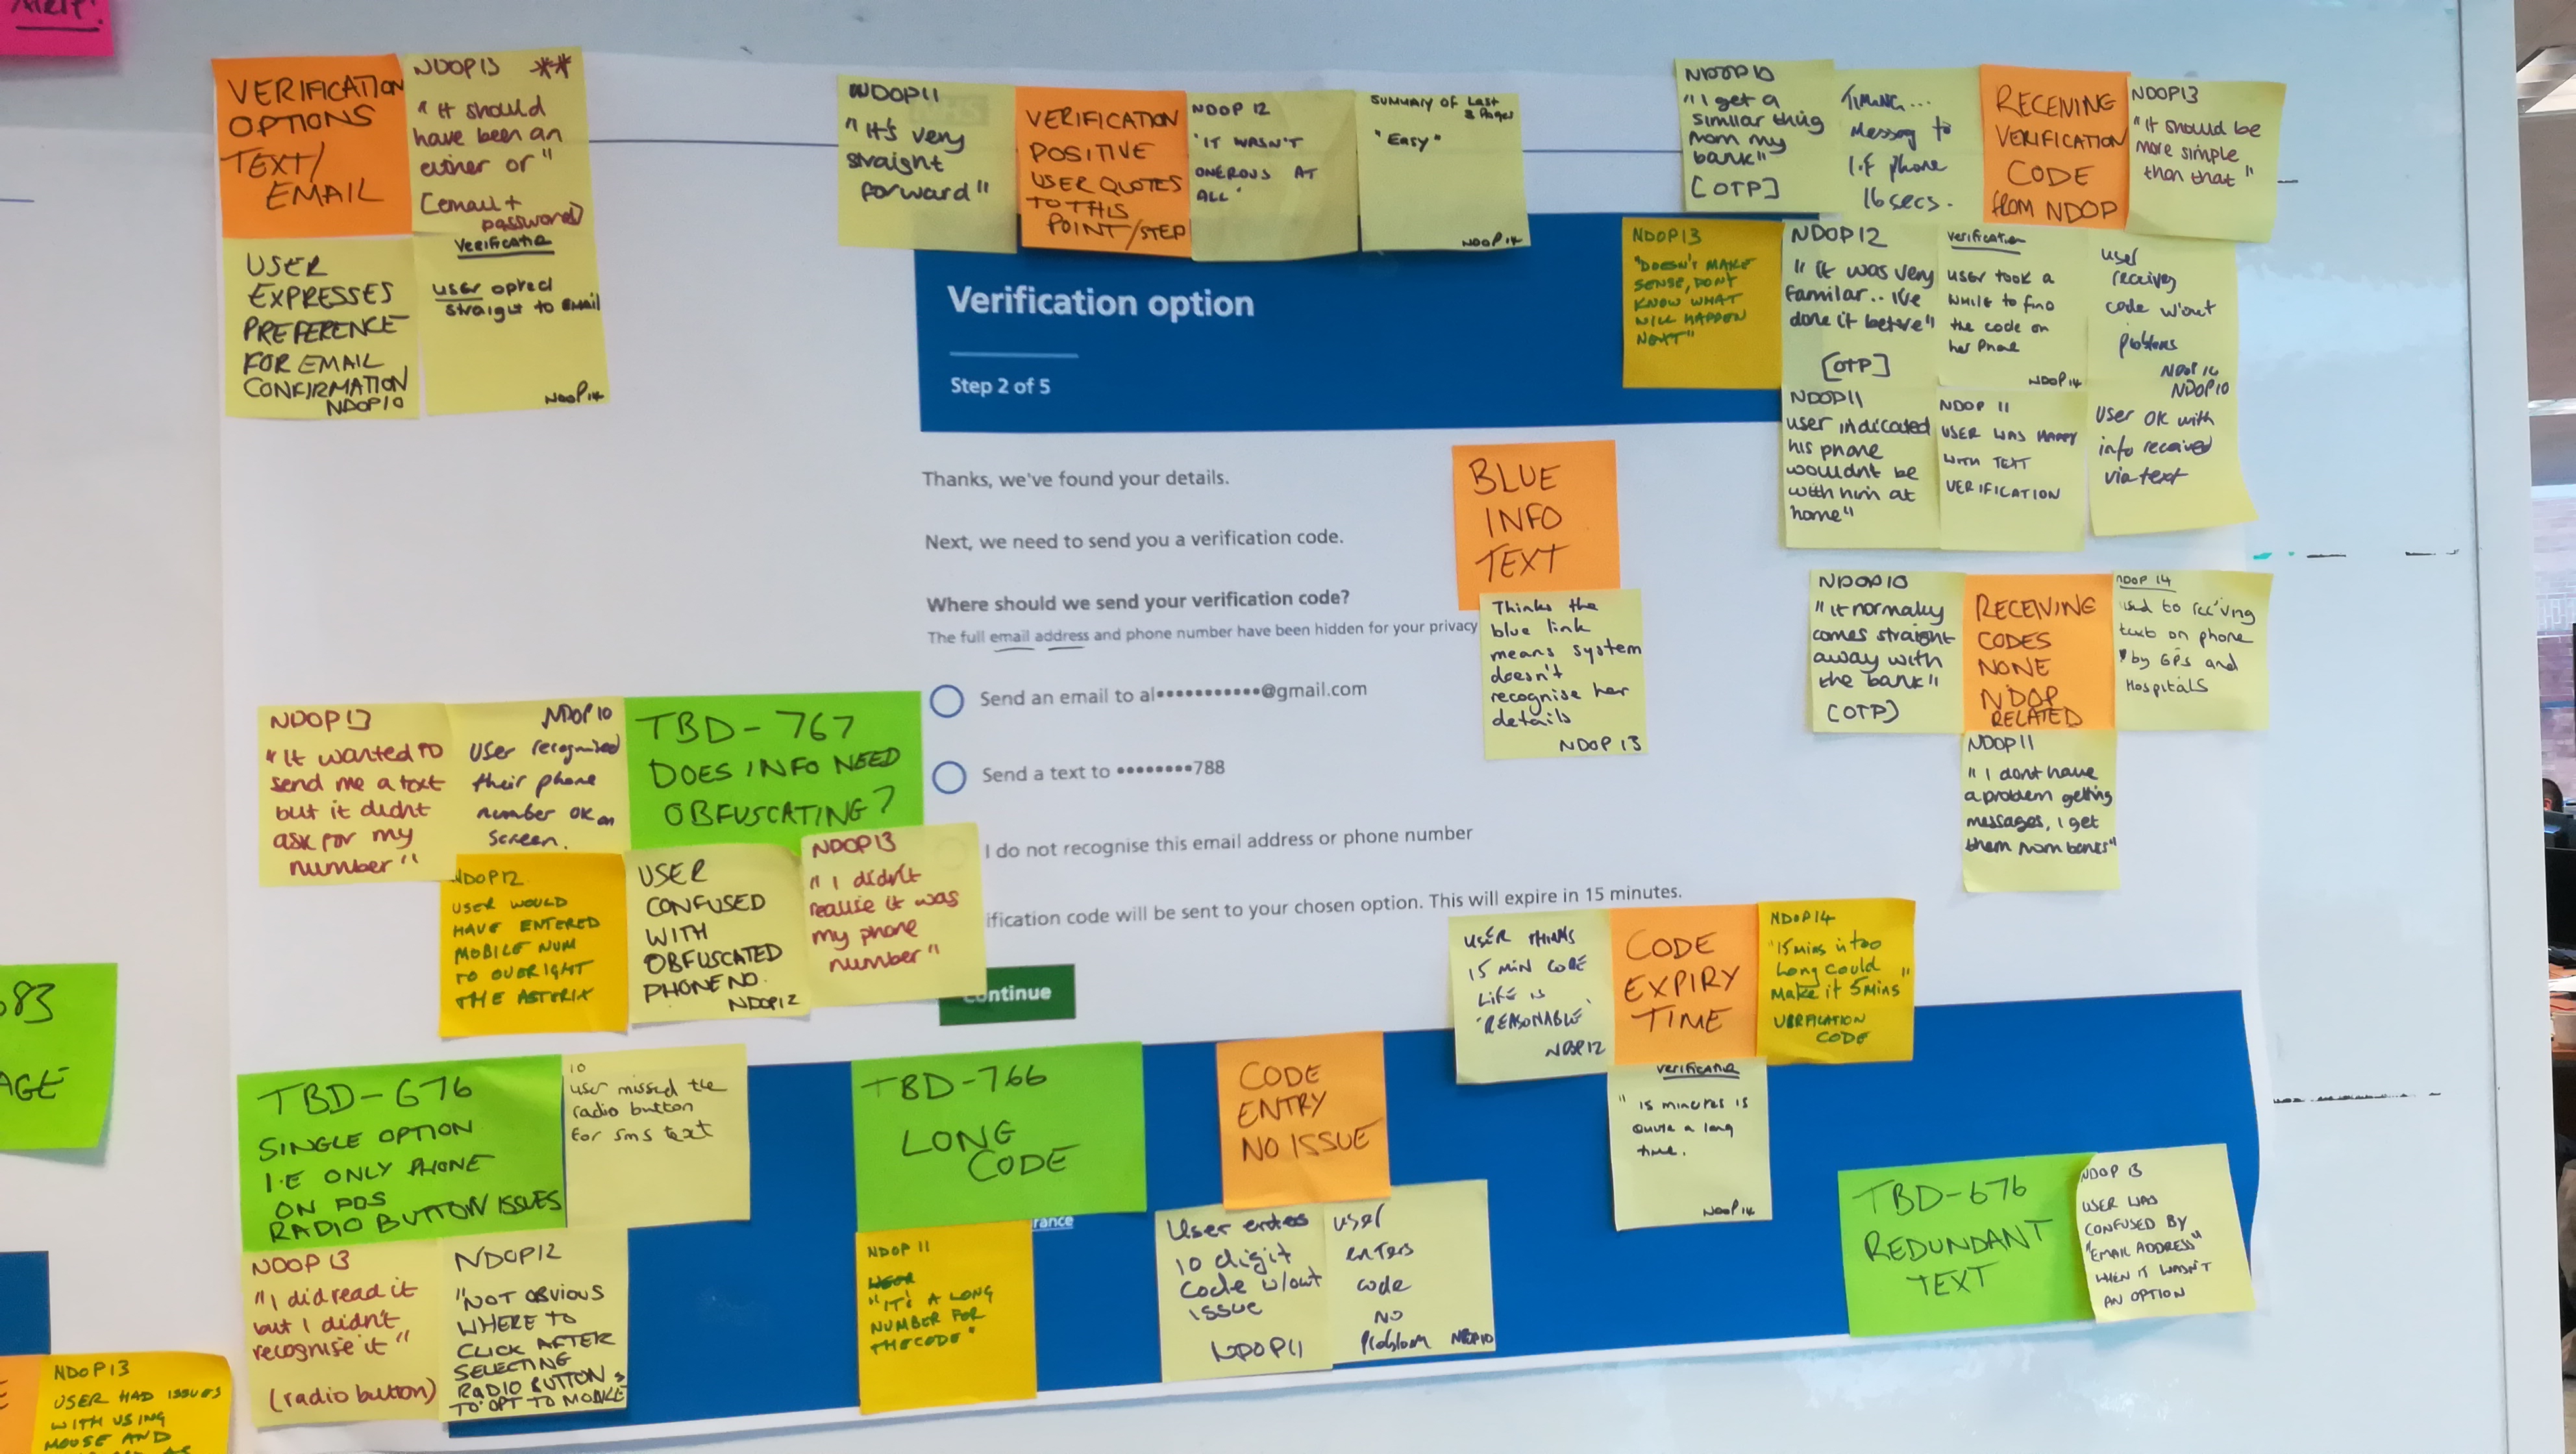 VERIFICATION
OPTIONS
TEXT/
EMAIL
NDOP13 **
"It should
have been an
either or"
[email +
password]
USER
EXPRESSES
PREFERENCE
FOR EMAIL
CONFIRMATION
NDOP10
Verification
user opted
straight to email
NDOP14
NDOP11
"It's very
straight
forward"
NHS
VERIFICATION
POSITIVE
USER QUOTES
TO THIS
POINT/STEP
NDOP 12
"IT WASN'T
ONEROUS AT
ALL"
SUMMARY OF Last
3 Pages
"Easy"
NDOP14
NDOP10
"I get a
similar thing
from my
bank"
[OTP]
TIMING...
Messag to
I.F phone
16 secs.
RECEIVING
VERIFICATION
CODE
from NDOP
NDOP13
"It should be
more simple
than that"
NDOP13
"DOESN'T MAKE
SENSE, DON'T
KNOW WHAT
WILL HAPPEN
NEXT"
NDOP12
"It was very
familar.. I've
done it before"
[OTP]
Verification
USER TOOK A
WHILE to find
the code on
her Phone
NDOP14
user
receives
code w'out
problems
NDOP14
NDOP11
user indicated
his phone
wouldnt be
with him at
home"
NDOP 11
USER WAS HAPPY
WITH TEXT
VERIFICATION
NDOP10
User OK with
info received
via text
Verification option
Step 2 of 5
Thanks, we've found your details.
Next, we need to send you a verification code.
Where should we send your verification code?
The full email address and phone number have been hidden for your privacy
Send an email to al•••••••••••@gmail.com
Send a text to ••••••••788
I do not recognise this email address or phone number
ification code will be sent to your chosen option. This will expire in 15 minutes.
Continue
BLUE
INFO
TEXT
Thinks the
blue link
means system
doesn't
recognise her
details
NDOP 13
NDOP10
"it normally
comes straight
away with
the bank"
(OTP)
RECEIVING
CODES
NONE
NDOP
RELATED
NDOP 14
used to rec'ving
texts on phone
by GPs and
Hospitals
NDOP11
"I dont have
a problem getting
messages, I get
them from banks"
NDOP13
"It wanted to
send me a text
but it didnt
ask for my
number"
NDOP10
User recognised
their phone
number OK on
screen.
TBD-767
DOES INFO NEED
OBFUSCATING?
NDOP12
USER WOULD
HAVE ENTERED
MOBILE NUM
TO OVERIGHT
THE ASTERIX
USER
CONFUSED
WITH
OBFUSCATED
PHONE NO.
NDOP12
NDOP13
"I didn't
realise it was
my phone
number"
USER THINKS
15 MIN CODE
LIFE IS
'REASONABLE'
NDOP12
CODE
EXPIRY
TIME
NDOP14
"15 mins is too
long could
Make it 5mins"
VERFICATION
CODE
Verification
"15 minutes is
quite a long
time.
NDOP14
683
AGE
TBD-676
SINGLE OPTION
I.E ONLY PHONE
ON PDS
RADIO BUTTON ISSUES
10
user missed the
radio button
for sms text
NDOP13
"I did read it
but I didn't
recognise it"
(radio button)
NDOP12
"NOT OBVIOUS
WHERE TO
CLICK AFTER
SELECTING
RADIO BUTTON
TO OPT TO MOBILE
TBD-766
LONG
CODE
rance
NDOP 11
"IT'S A LONG
NUMBER FOR
THE CODE"
CODE
ENTRY
NO ISSUE
User enters
10 digit
Code w/out
issue
NDOP11
user
enters
code
no
Problem NDOP10
TBD-676
REDUNDANT
TEXT
NDOP 13
USER WAS
CONFUSED BY
"EMAIL ADDRESS"
WHEN IT WASN'T
AN OPTION
NDOP13
USER HAD ISSUES
WITH USING
MOUSE AND